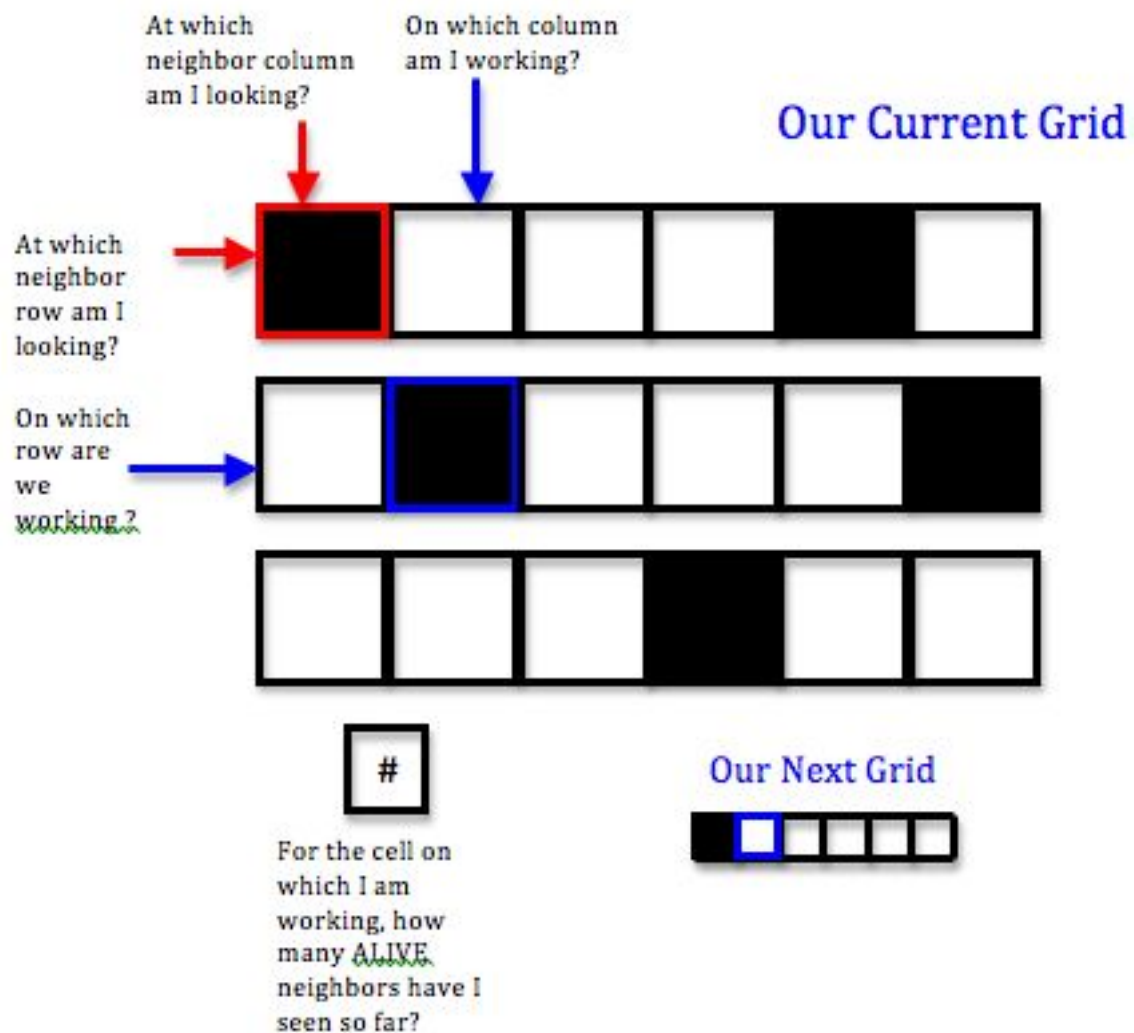 At which
neighbor column
am I looking?
On which column
am I working?
Our Current Grid
At which
neighbor
row am I
looking?
On which
row are
we
working ?
#
Our Next Grid
For the cell on
which I am
working, how
many ALIVE
neighbors have I
seen so far?